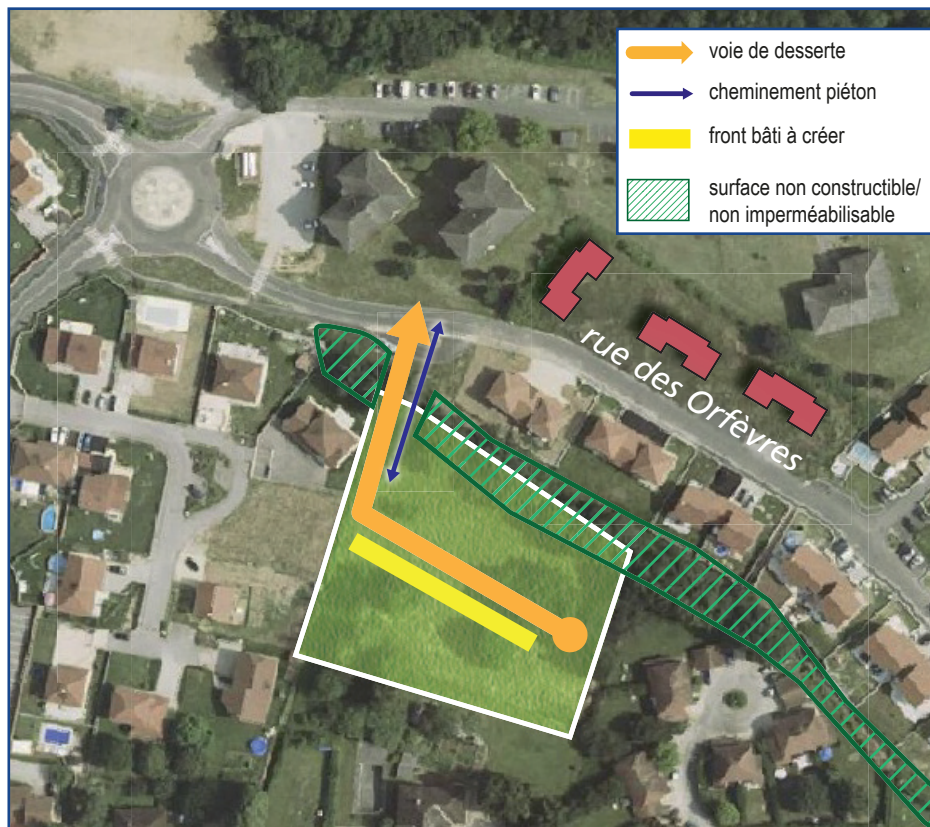 voie de desserte
cheminement piéton
front bâti à créer
surface non constructible/
non imperméabilisable
rue des Orfèvres